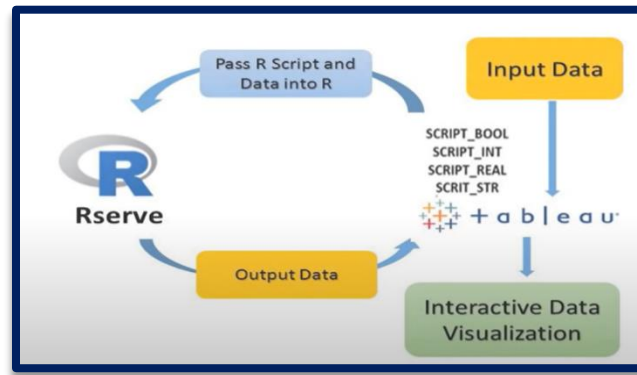 Pass R Script and
Data into R
Input Data
SCRIPT_BOOL
SCRIPT_INT
SCRIPT_REAL
SCRIT_STR
R
Rserve
+ a b | e a u
Output Data
Interactive Data
Visualization